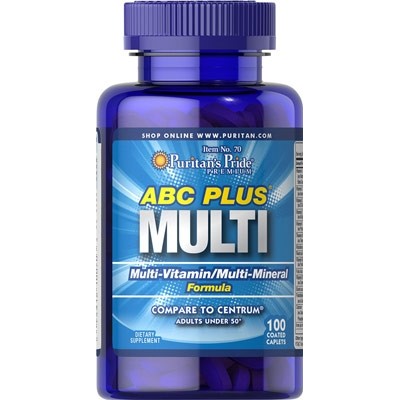 SHOP ONLINE WWW.PURITAN.COM
Item No. 70
Puritan's Pride®
PREMIUM
ABC PLUS®
MULTI
Multi-Vitamin/Multi-Mineral
Formula
COMPARE TO CENTRUM®
ADULTS UNDER 50*
DIETARY
SUPPLEMENT
100
COATED
CAPLETS